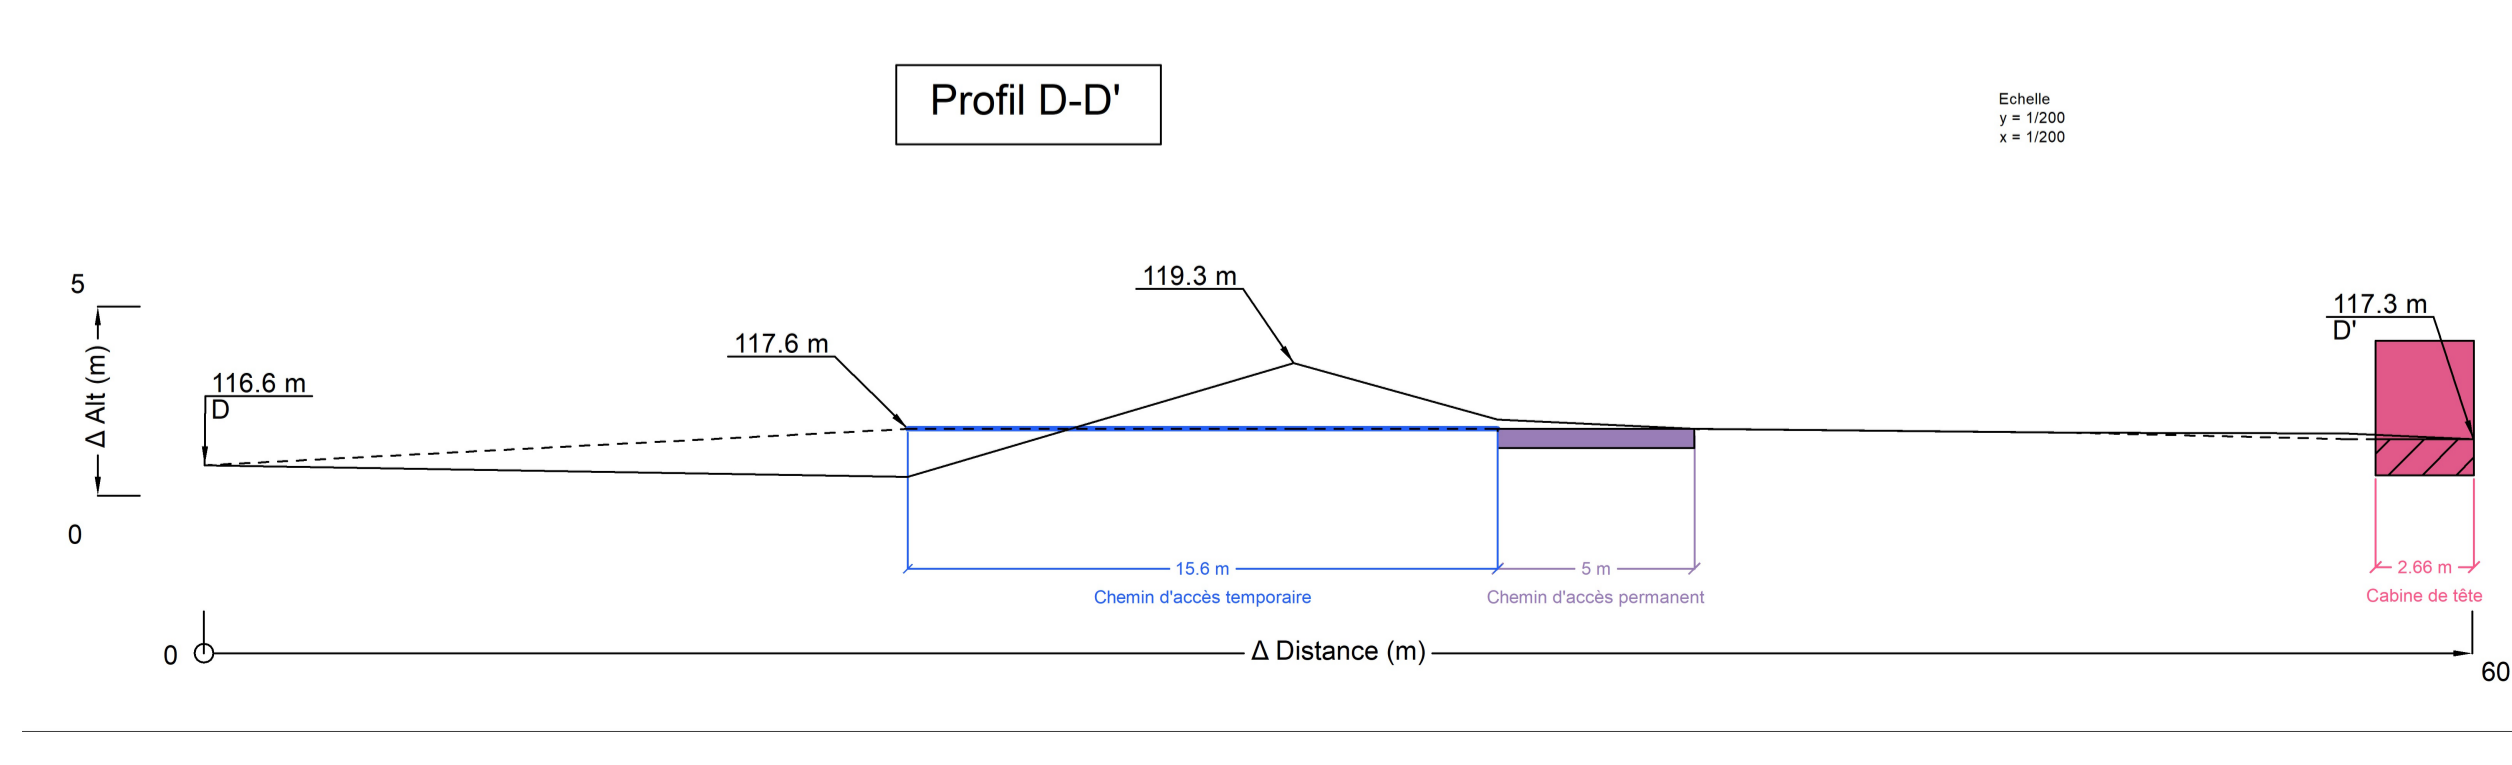 Profil D-D'
Echelle
y = 1/200
x = 1/200
5
Δ Alt (m)
0
116.6 m
D
117.6 m
119.3 m
117.3 m
D'
15.6 m
5 m
2.66 m
Chemin d'accès temporaire
Chemin d'accès permanent
Cabine de tête
0
Δ Distance (m)
60